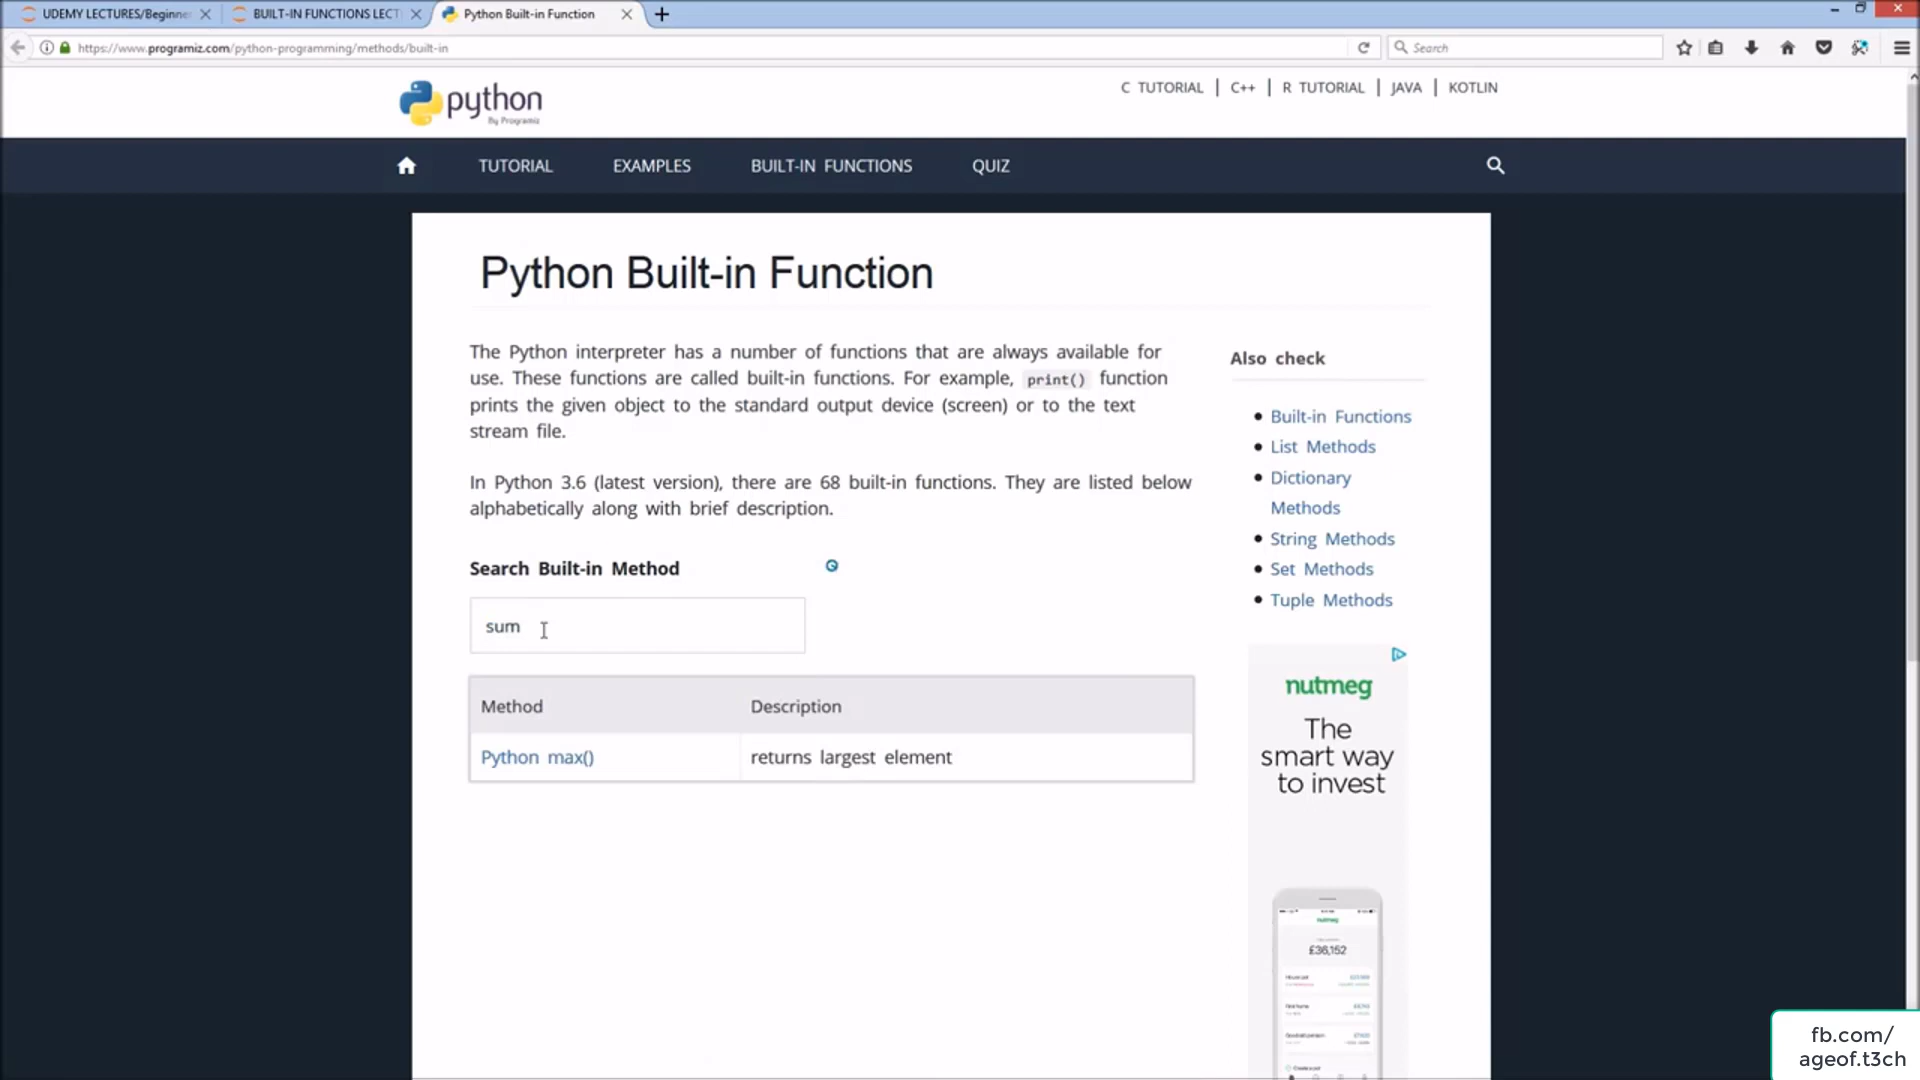 UDEMY LECTURES/Beginne
BUILT-IN FUNCTIONS LECT
Python Built-in Function
https://www.programiz.com/python-programming/methods/built-in
Search
python
By Programiz
C TUTORIAL | C++ | R TUTORIAL | JAVA | KOTLIN
TUTORIAL
EXAMPLES
BUILT-IN FUNCTIONS
QUIZ
Python Built-in Function
The Python interpreter has a number of functions that are always available for
use. These functions are called built-in functions. For example, print() function
prints the given object to the standard output device (screen) or to the text
stream file.
In Python 3.6 (latest version), there are 68 built-in functions. They are listed below
alphabetically along with brief description.
Search Built-in Method
sum
Method Description
Python max() returns largest element
Also check
Built-in Functions
List Methods
Dictionary
Methods
String Methods
Set Methods
Tuple Methods
nutmeg
The
smart way
to invest
nutmeg
£36,152
fb.com/
ageof.t3ch